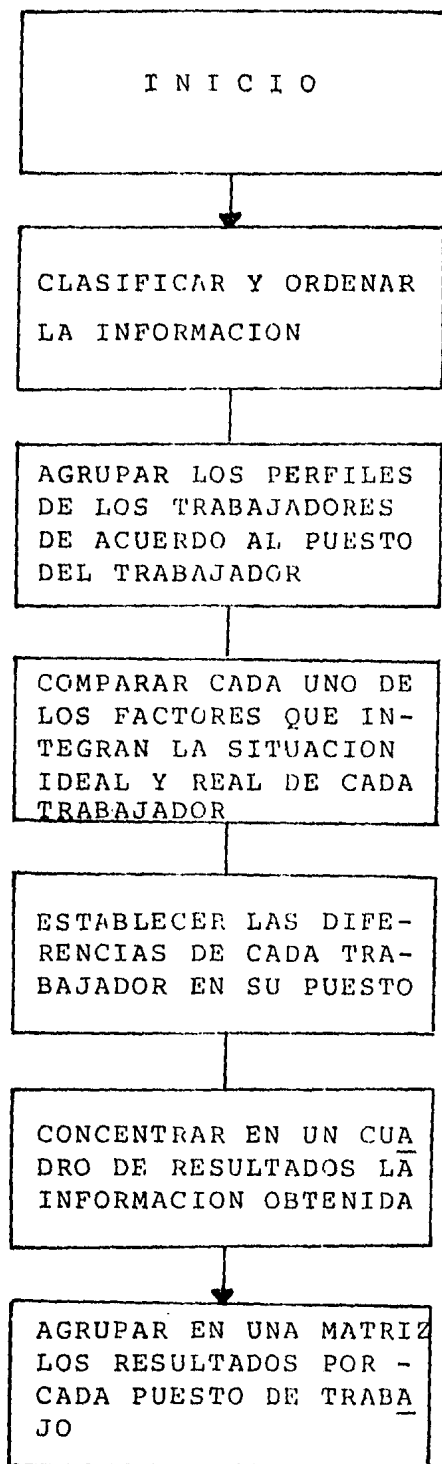 I N I C I O
CLASIFICAR Y ORDENAR
LA INFORMACION
AGRUPAR LOS PERFILES
DE LOS TRABAJADORES
DE ACUERDO AL PUESTO
DEL TRABAJADOR
COMPARAR CADA UNO DE
LOS FACTORES QUE IN-
TEGRAN LA SITUACION
IDEAL Y REAL DE CADA
TRABAJADOR
ESTABLECER LAS DIFE-
RENCIAS DE CADA TRA-
BAJADOR EN SU PUESTO
CONCENTRAR EN UN CUA
DRO DE RESULTADOS LA
INFORMACION OBTENIDA
AGRUPAR EN UNA MATRIZ
LOS RESULTADOS POR -
CADA PUESTO DE TRABA
JO